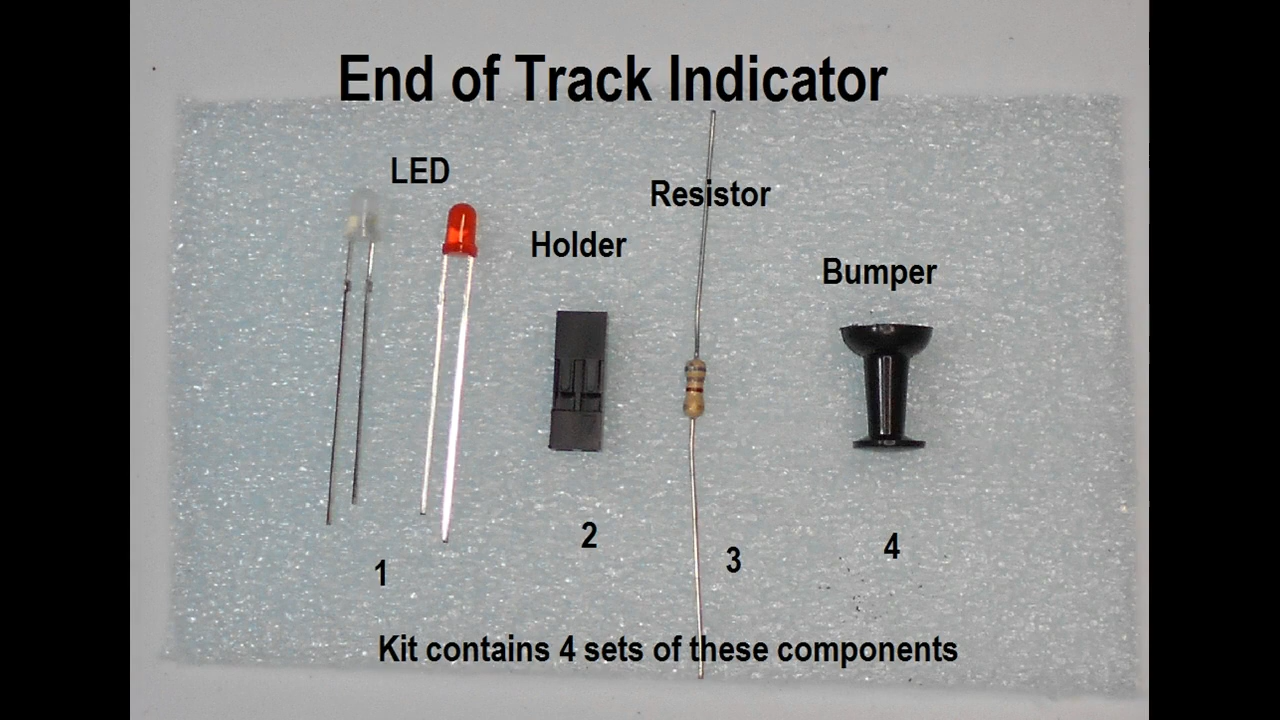 End of Track Indicator
LED
Resistor
Holder
Bumper
2
4
3
1
Kit contains 4 sets of these components